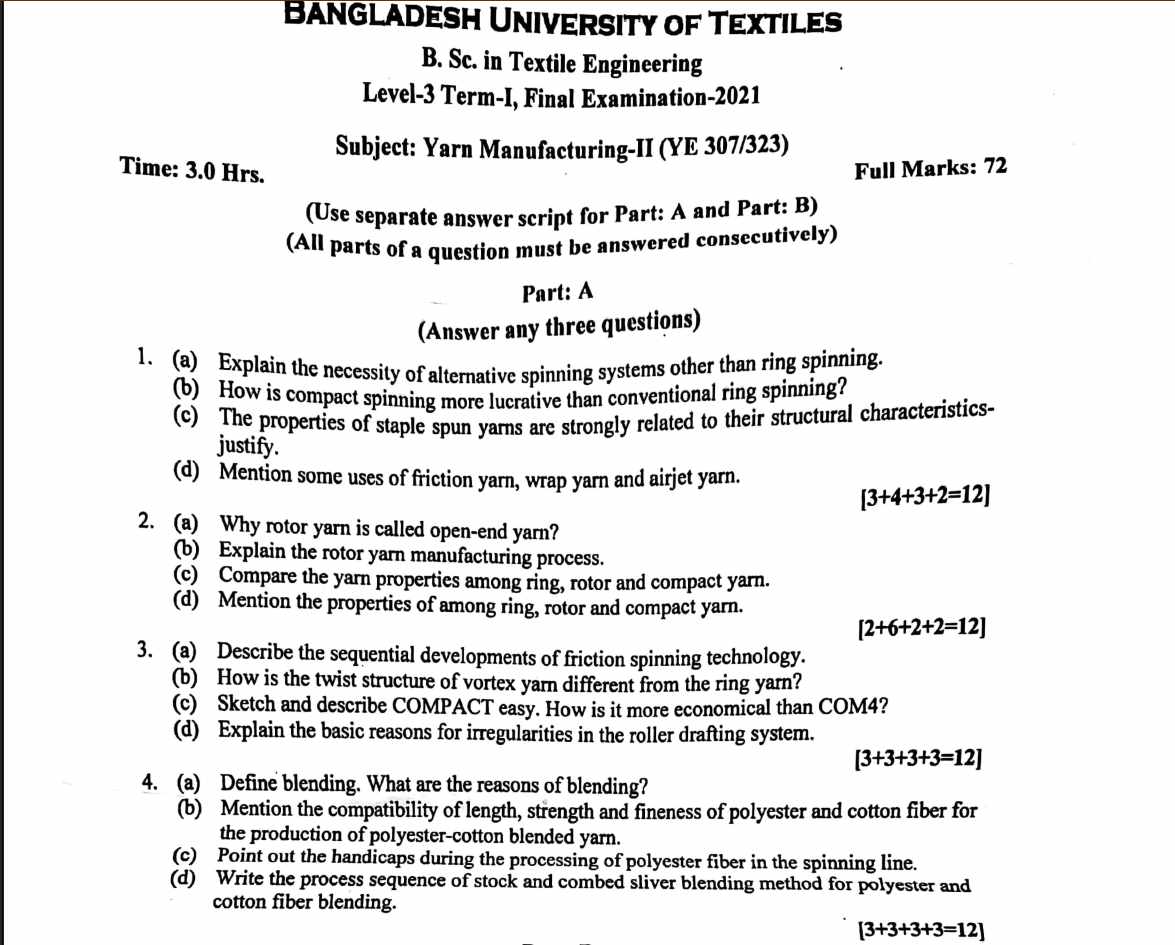 BANGLADESH UNIVERSITY OF TEXTILES
B. Sc. in Textile Engineering
Level-3 Term-I, Final Examination-2021
Subject: Yarn Manufacturing-II (YE 307/323)
Time: 3.0 Hrs.
Full Marks: 72
(Use separate answer script for Part: A and Part: B)
(All parts of a question must be answered consecutively)
Part: A
(Answer any three questions)
1. (a) Explain the necessity of alternative spinning systems other than ring spinning.
(b) How is compact spinning more lucrative than conventional ring spinning?
(c) The properties of staple spun yarns are strongly related to their structural characteristics-
justify.
(d) Mention some uses of friction yarn, wrap yarn and airjet yarn.
[3+4+3+2=12]
2. (a) Why rotor yarn is called open-end yarn?
(b) Explain the rotor yarn manufacturing process.
(c) Compare the yarn properties among ring, rotor and compact yarn.
(d) Mention the properties of among ring, rotor and compact yarn.
[2+6+2+2=12]
3. (a) Describe the sequential developments of friction spinning technology.
(b) How is the twist structure of vortex yarn different from the ring yarn?
(c) Sketch and describe COMPACT easy. How is it more economical than COM4?
(d) Explain the basic reasons for irregularities in the roller drafting system.
[3+3+3+3=12]
4. (a) Define blending. What are the reasons of blending?
(b) Mention the compatibility of length, strength and fineness of polyester and cotton fiber for
the production of polyester-cotton blended yarn.
(c) Point out the handicaps during the processing of polyester fiber in the spinning line.
(d) Write the process sequence of stock and combed sliver blending method for polyester and
cotton fiber blending.
[3+3+3+3=12]